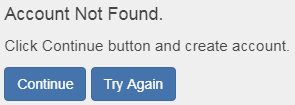 Account Not Found.
Click Continue button and create account.
Continue Try Again